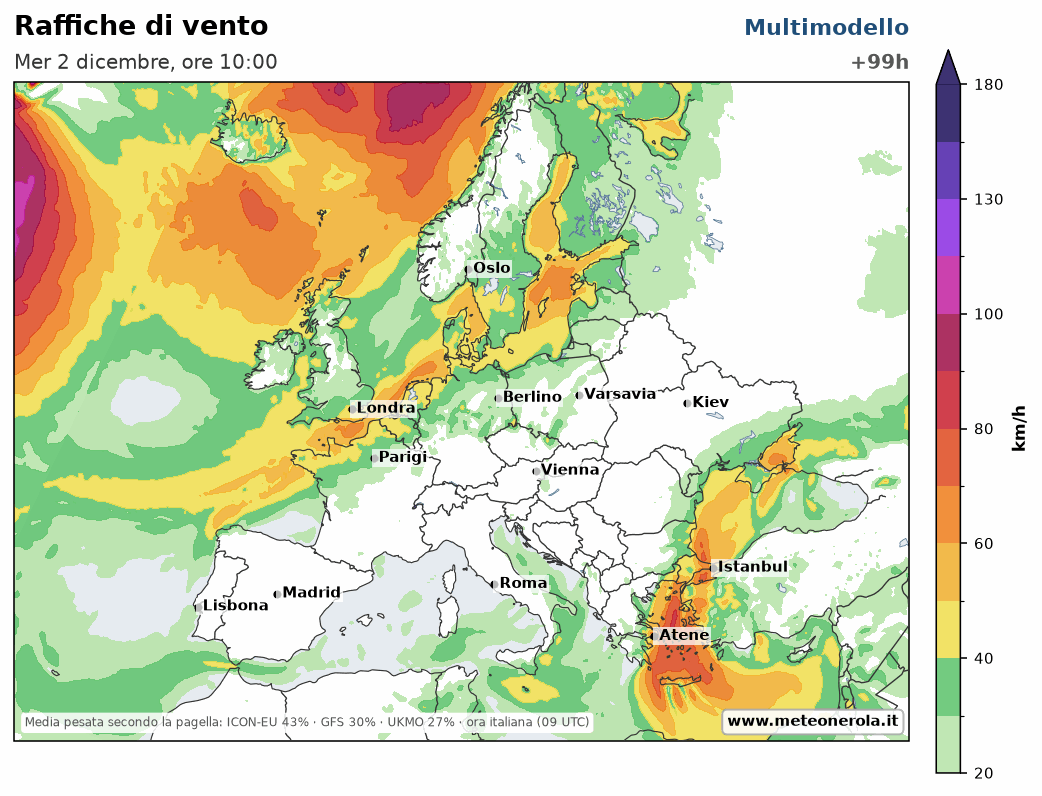 Raffiche di vento
Multimodello
Mer 2 dicembre, ore 10:00
+99h
180
130
100
80
60
40
20
km/h
Oslo
Berlino
Varsavia
Kiev
Londra
Parigi
Vienna
Istanbul
Roma
Madrid
Lisbona
Atene
Media pesata secondo la pagella: ICON-EU 43% · GFS 30% · UKMO 27% · ora italiana (09 UTC)
www.meteonerola.it